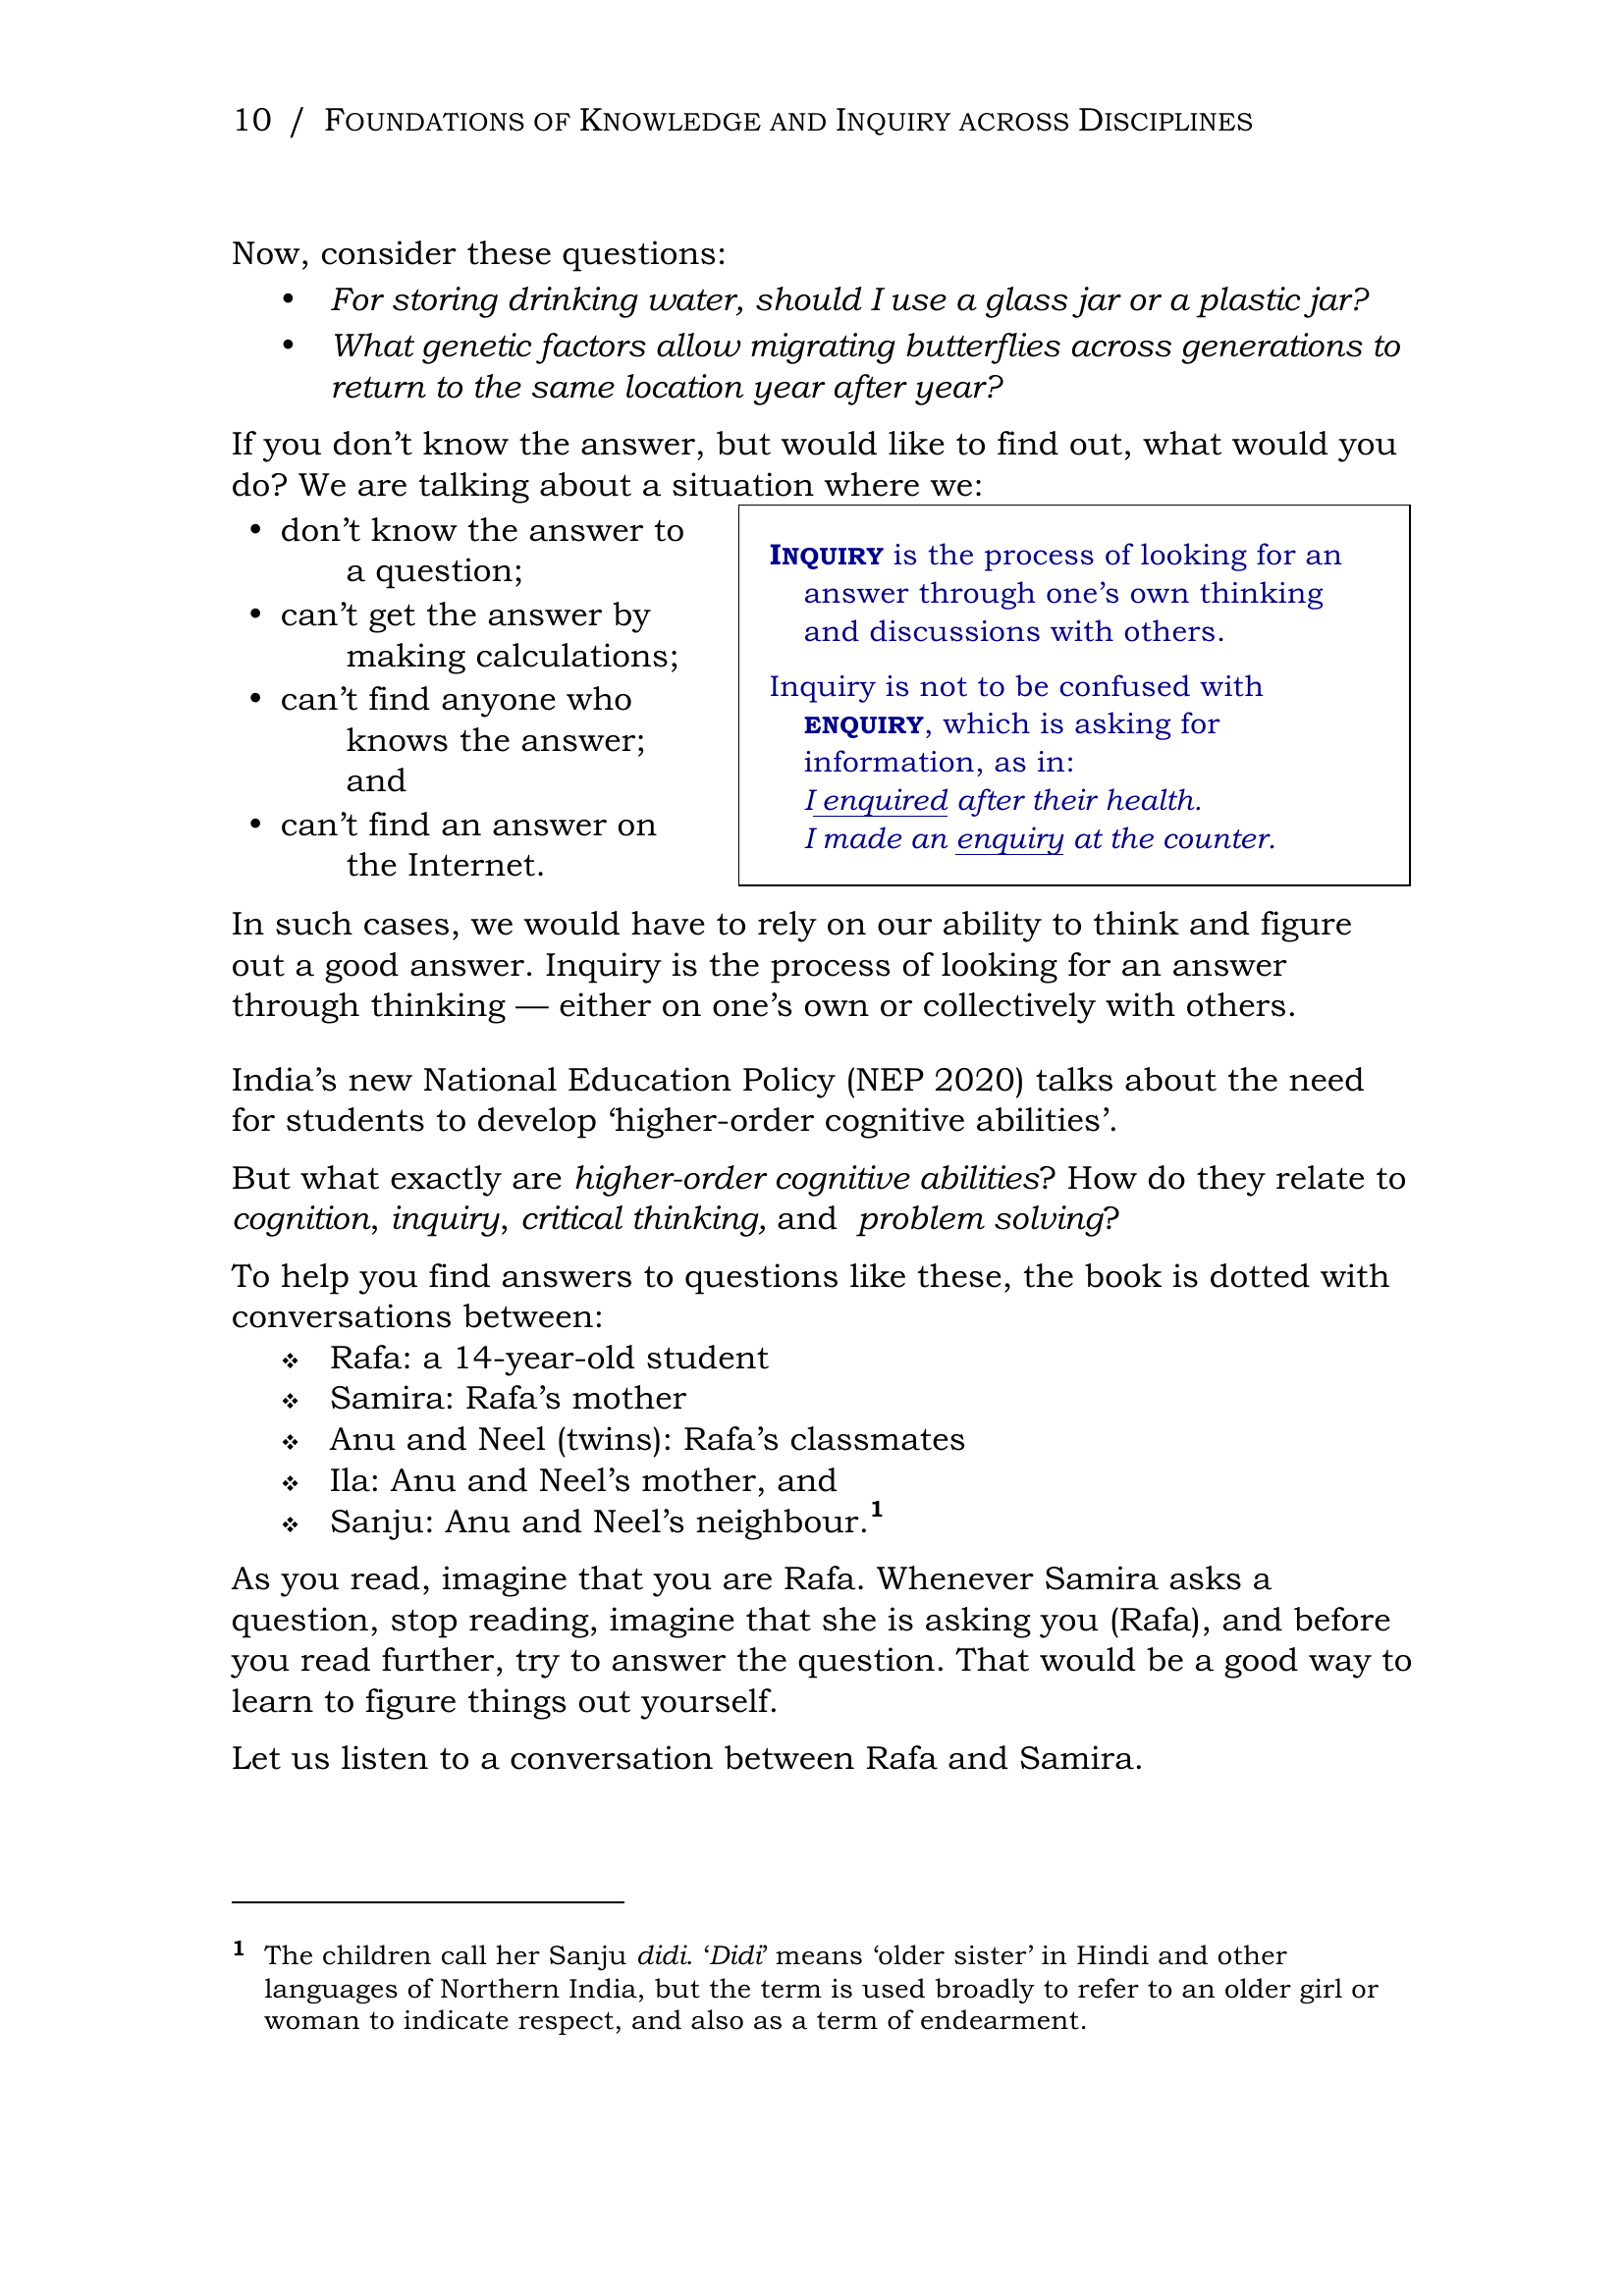 10 / FOUNDATIONS OF KNOWLEDGE AND INQUIRY ACROSS DISCIPLINES
Now, consider these questions:
• For storing drinking water, should I use a glass jar or a plastic jar?
• What genetic factors allow migrating butterflies across generations to
return to the same location year after year?
If you don’t know the answer, but would like to find out, what would you
do? We are talking about a situation where we:
• don’t know the answer to
a question;
• can’t get the answer by
making calculations;
• can’t find anyone who
knows the answer;
and
• can’t find an answer on
the Internet.
INQUIRY is the process of looking for an
answer through one’s own thinking
and discussions with others.
Inquiry is not to be confused with
ENQUIRY, which is asking for
information, as in:
I enquired after their health.
I made an enquiry at the counter.
In such cases, we would have to rely on our ability to think and figure
out a good answer. Inquiry is the process of looking for an answer
through thinking — either on one’s own or collectively with others.
India’s new National Education Policy (NEP 2020) talks about the need
for students to develop ‘higher-order cognitive abilities’.
But what exactly are higher-order cognitive abilities? How do they relate to
cognition, inquiry, critical thinking, and problem solving?
To help you find answers to questions like these, the book is dotted with
conversations between:
❖ Rafa: a 14-year-old student
❖ Samira: Rafa’s mother
❖ Anu and Neel (twins): Rafa’s classmates
❖ Ila: Anu and Neel’s mother, and
❖ Sanju: Anu and Neel’s neighbour.1
As you read, imagine that you are Rafa. Whenever Samira asks a
question, stop reading, imagine that she is asking you (Rafa), and before
you read further, try to answer the question. That would be a good way to
learn to figure things out yourself.
Let us listen to a conversation between Rafa and Samira.
1 The children call her Sanju didi. ‘Didi’ means ‘older sister’ in Hindi and other
languages of Northern India, but the term is used broadly to refer to an older girl or
woman to indicate respect, and also as a term of endearment.